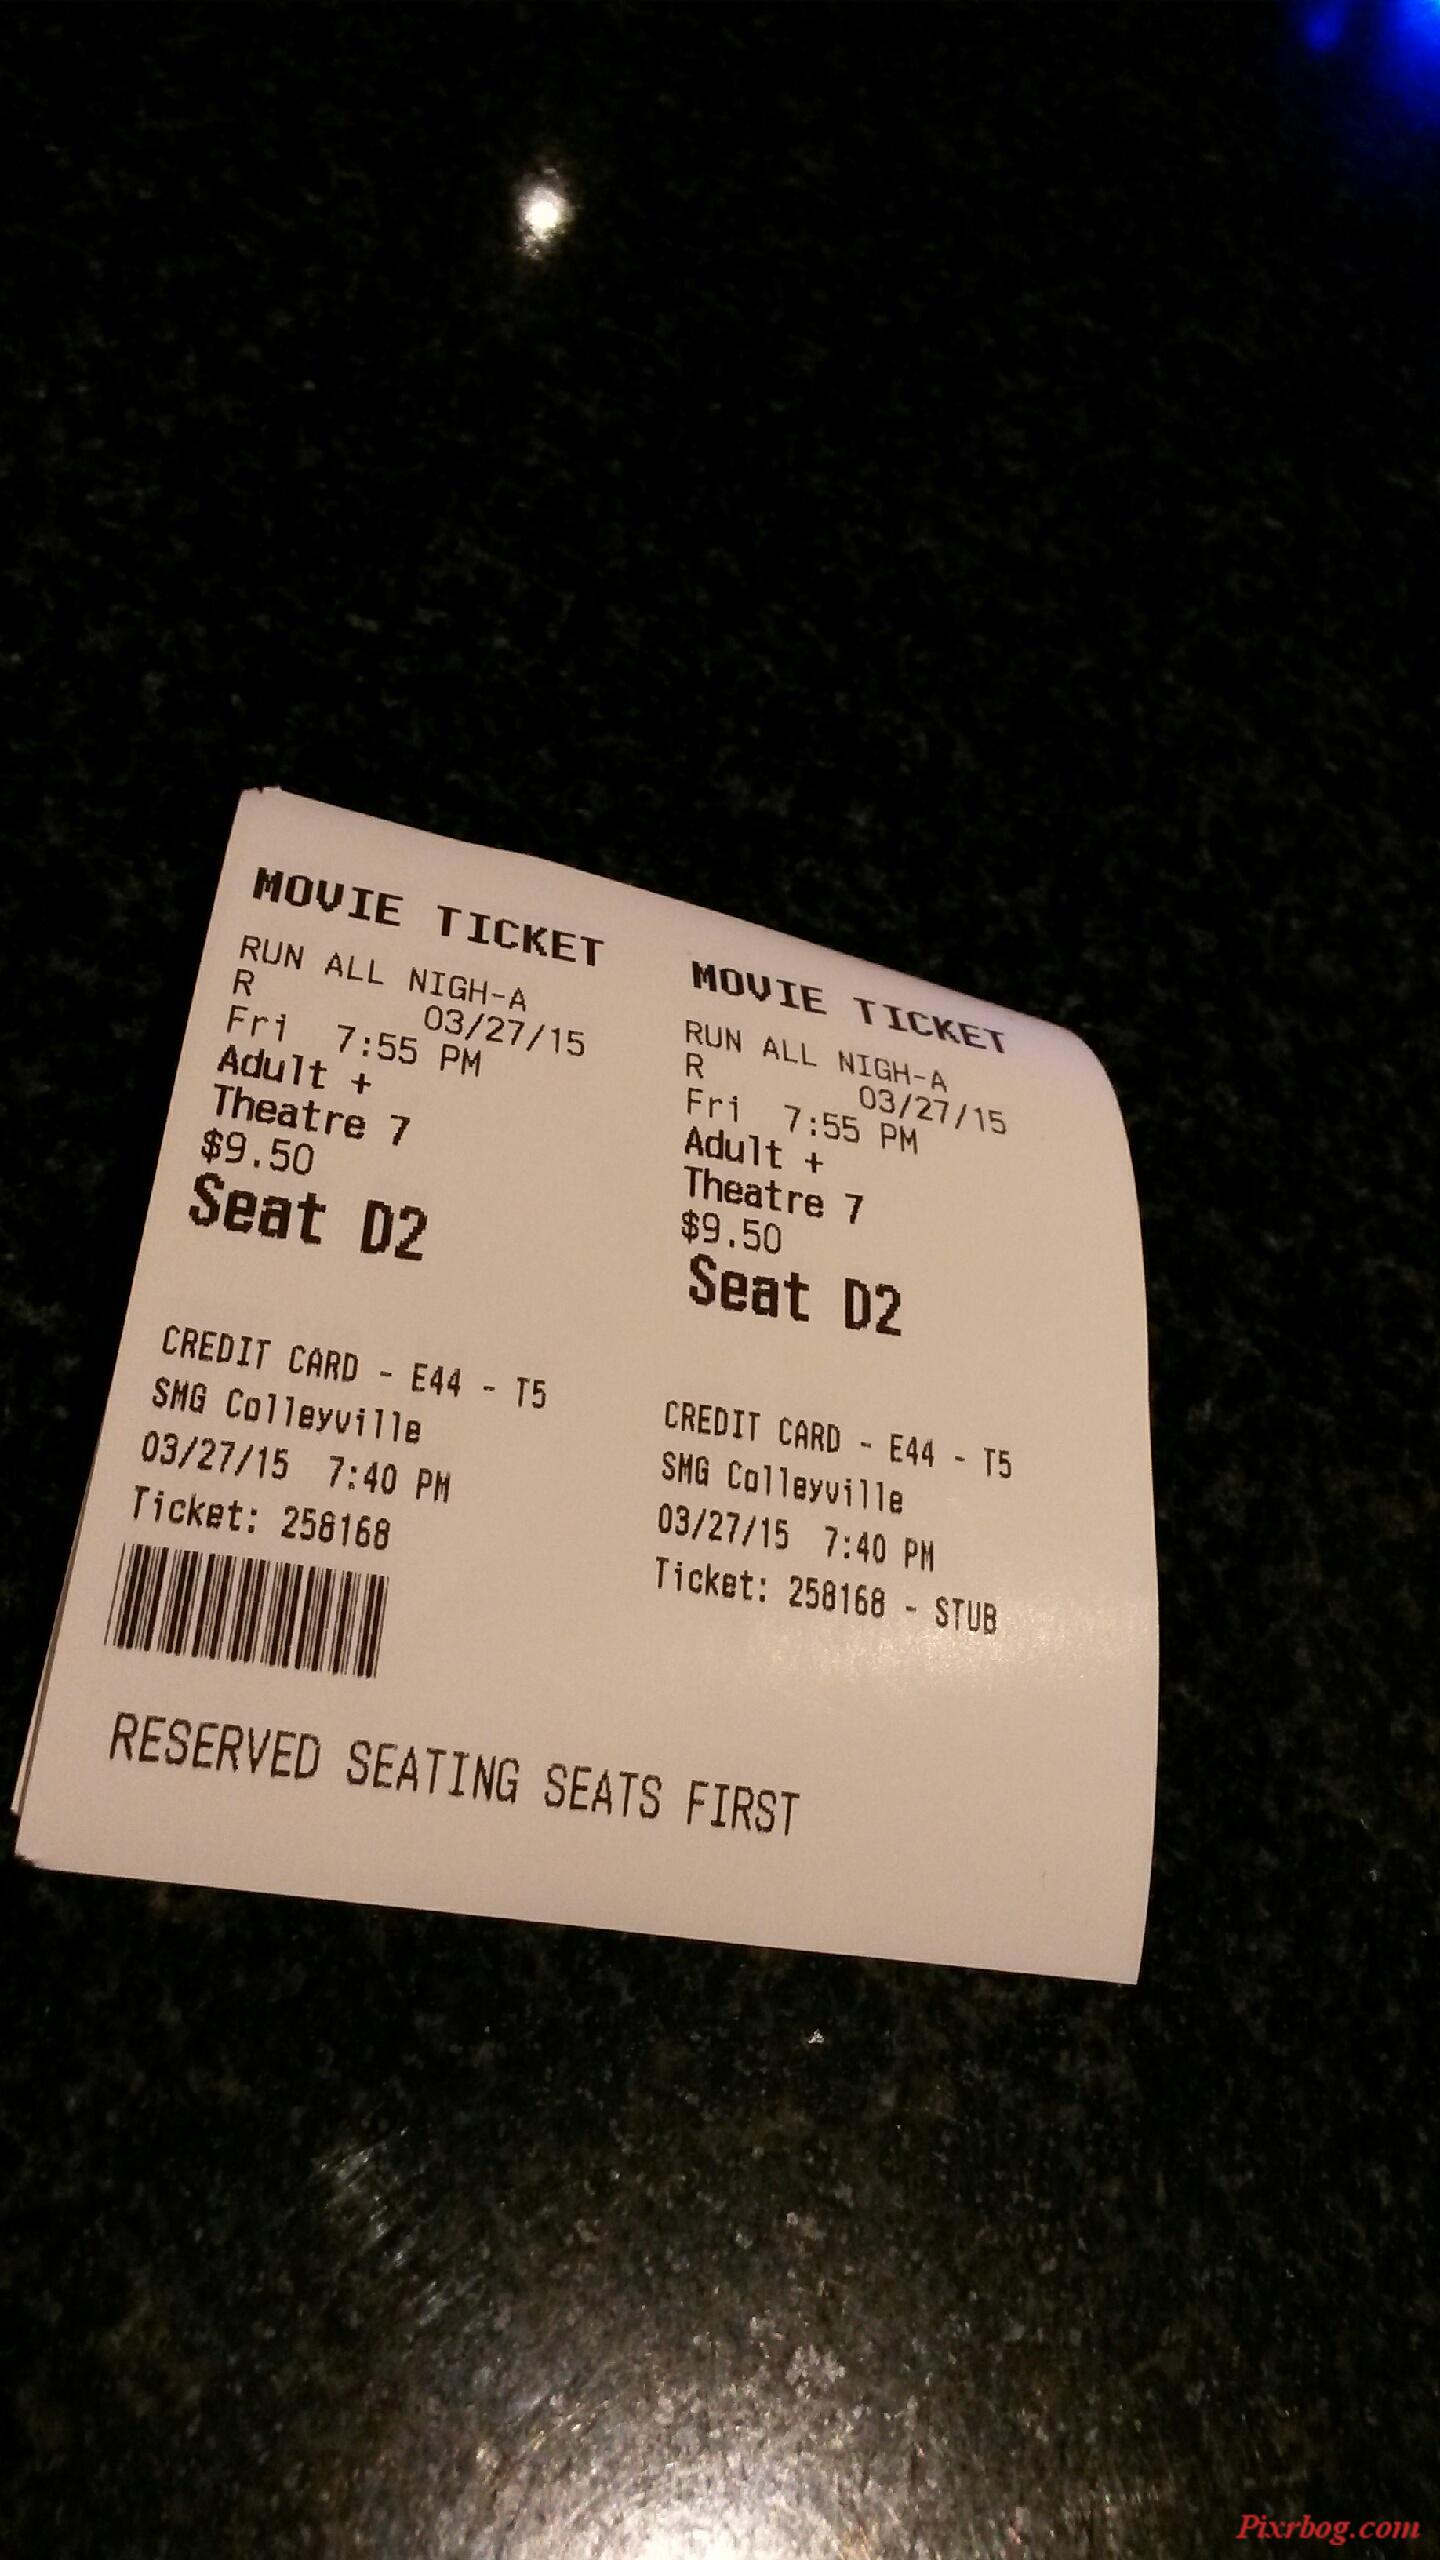 MOVIE TICKET
RUN ALL NIGH-A
R
03/27/15
Fri 7:55 PM
Adult +
Theatre 7
$9.50
Seat D2
CREDIT CARD - E44 - T5
SMG Colleyville
03/27/15 7:40 PM
Ticket: 258168
MOVIE TICKET
RUN ALL NIGH-A
R
03/27/15
Fri 7:55 PM
Adult +
Theatre 7
$9.50
Seat D2
CREDIT CARD - E44 - T5
SMG Colleyville
03/27/15 7:40 PM
Ticket: 258168 - STUB
RESERVED SEATING SEATS FIRST
Pixrbog.com